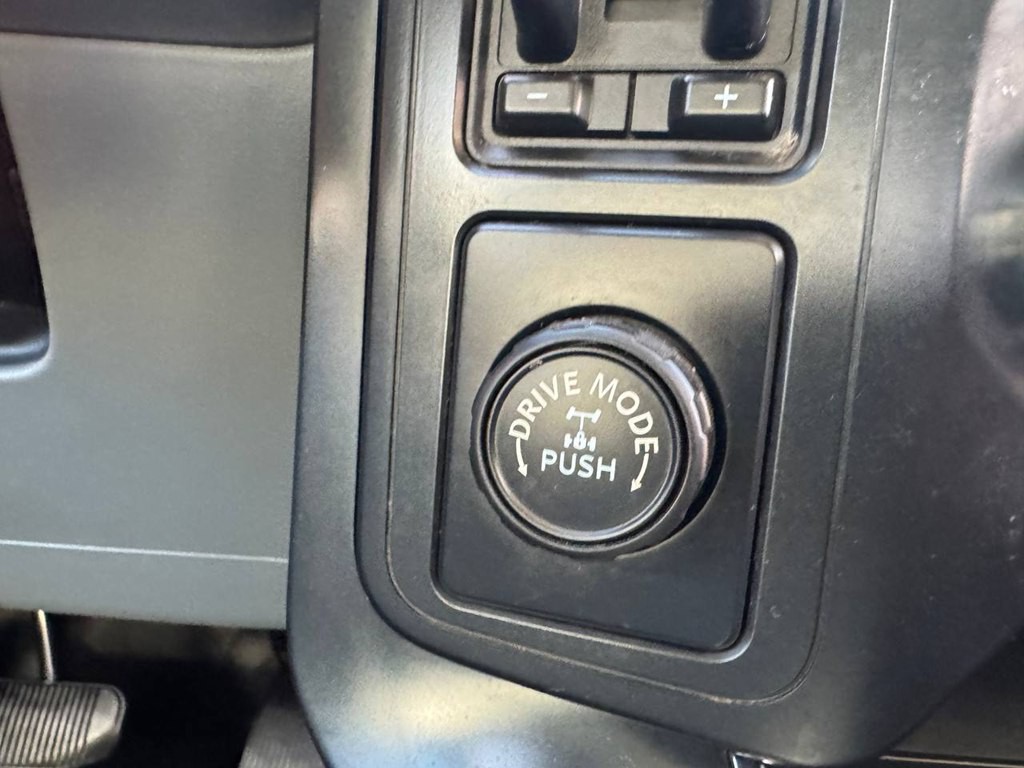 - +
DRIVE MODE
PUSH